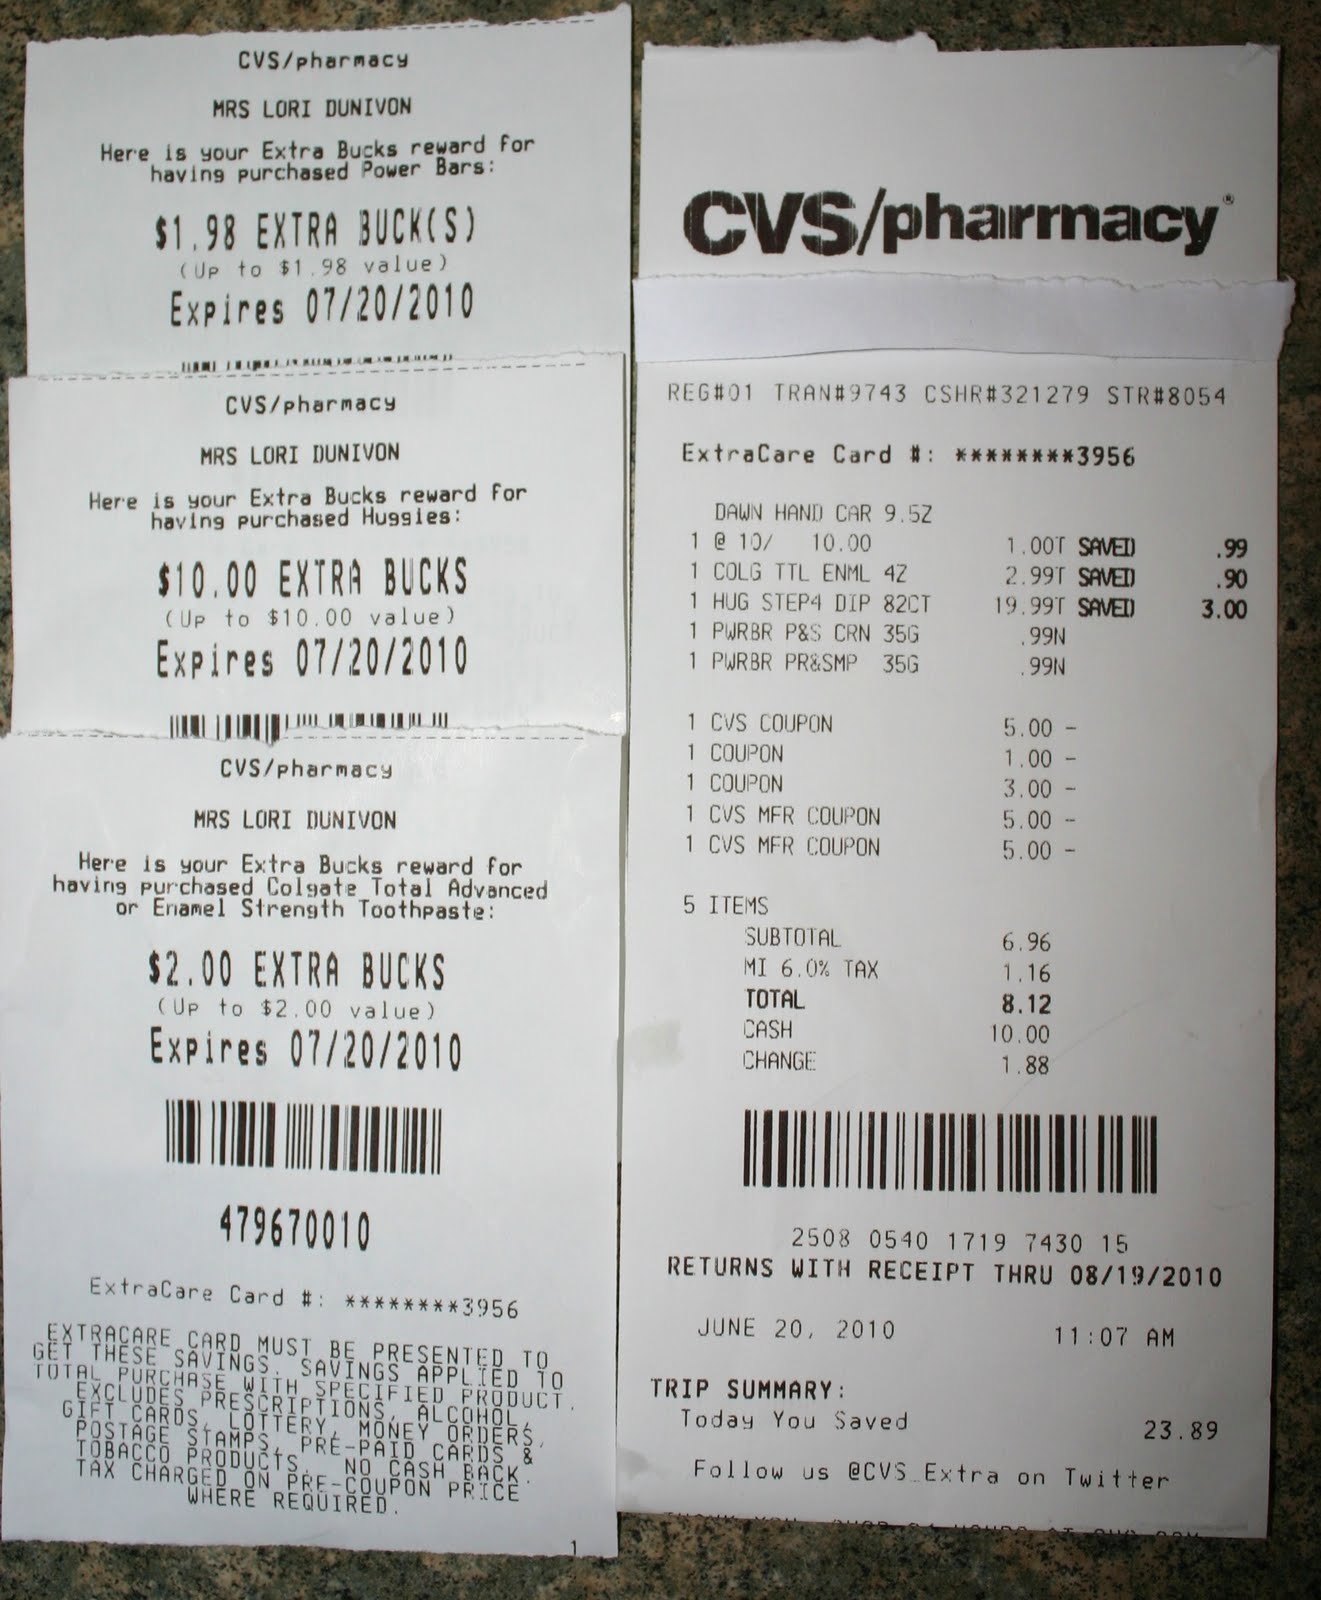 CVS/pharmacy
MRS LORI DUNIVON
Here is your Extra Bucks reward for
having purchased Power Bars:
$1.98 EXTRA BUCK(S)
(Up to $1.98 value)
Expires 07/20/2010
CVS/pharmacy
MRS LORI DUNIVON
Here is your Extra Bucks reward for
having purchased Huggies:
$10.00 EXTRA BUCKS
(Up to $10.00 value)
Expires 07/20/2010
CVS/pharmacy
MRS LORI DUNIVON
Here is your Extra Bucks reward for
having purchased Colgate Total Advanced
or Enamel Strength Toothpaste:
$2.00 EXTRA BUCKS
(Up to $2.00 value)
Expires 07/20/2010
479670010
ExtraCare Card #: ********3956
EXTRACARE CARD MUST BE PRESENTED TO
GET THESE SAVINGS. SAVINGS APPLIED TO
TOTAL PURCHASE WITH SPECIFIED PRODUCT.
EXCLUDES PRESCRIPTIONS, ALCOHOL,
GIFT CARDS, LOTTERY, MONEY ORDERS,
POSTAGE STAMPS, PRE-PAID CARDS &
TOBACCO PRODUCTS. NO CASH BACK.
TAX CHARGED ON PRE-COUPON PRICE
WHERE REQUIRED.
1
CVS/pharmacy®
REG#01 TRAN#9743 CSHR#321279 STR#8054
ExtraCare Card #: ********3956
DAWN HAND CAR 9.5Z
1 @ 10/ 10.00 1.00T SAVED .99
1 COLG TTL ENML 4Z 2.99T SAVED .90
1 HUG STEP4 DIP 82CT 19.99T SAVED 3.00
1 PWRBR P&S CRN 35G .99N
1 PWRBR PR&SMP 35G .99N
1 CVS COUPON 5.00 -
1 COUPON 1.00 -
1 COUPON 3.00 -
1 CVS MFR COUPON 5.00 -
1 CVS MFR COUPON 5.00 -
5 ITEMS
SUBTOTAL 6.96
MI 6.0% TAX 1.16
TOTAL 8.12
CASH 10.00
CHANGE 1.88
2508 0540 1719 7430 15
RETURNS WITH RECEIPT THRU 08/19/2010
JUNE 20, 2010 11:07 AM
TRIP SUMMARY:
Today You Saved 23.89
Follow us @CVS_Extra on Twitter